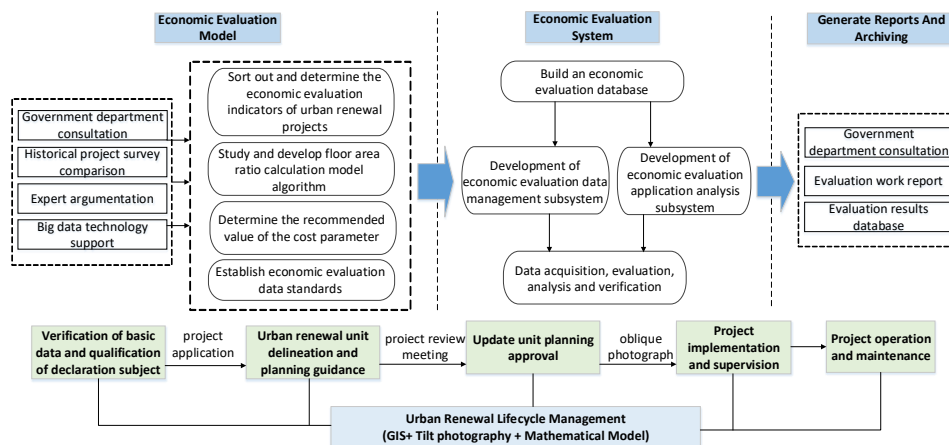 Economic Evaluation
Model
Economic Evaluation
System
Generate Reports And
Archiving
Government department
consultation
Historical project survey
comparison
Expert argumentation
Big data technology
support
Sort out and determine the
economic evaluation
indicators of urban renewal
projects
Study and develop floor area
ratio calculation model
algorithm
Determine the recommended
value of the cost parameter
Establish economic evaluation
data standards
Build an economic
evaluation database
Development of
economic evaluation data
management subsystem
Development of
economic evaluation
application analysis
subsystem
Data acquisition, evaluation,
analysis and verification
Government
department consultation
Evaluation work report
Evaluation results
database
Verification of basic
data and qualification
of declaration subject
project
application
Urban renewal unit
delineation and
planning guidance
project review
meeting
Update unit planning
approval
oblique
photograph
Project
implementation
and supervision
Project operation
and maintenance
Urban Renewal Lifecycle Management
(GIS+ Tilt photography + Mathematical Model)